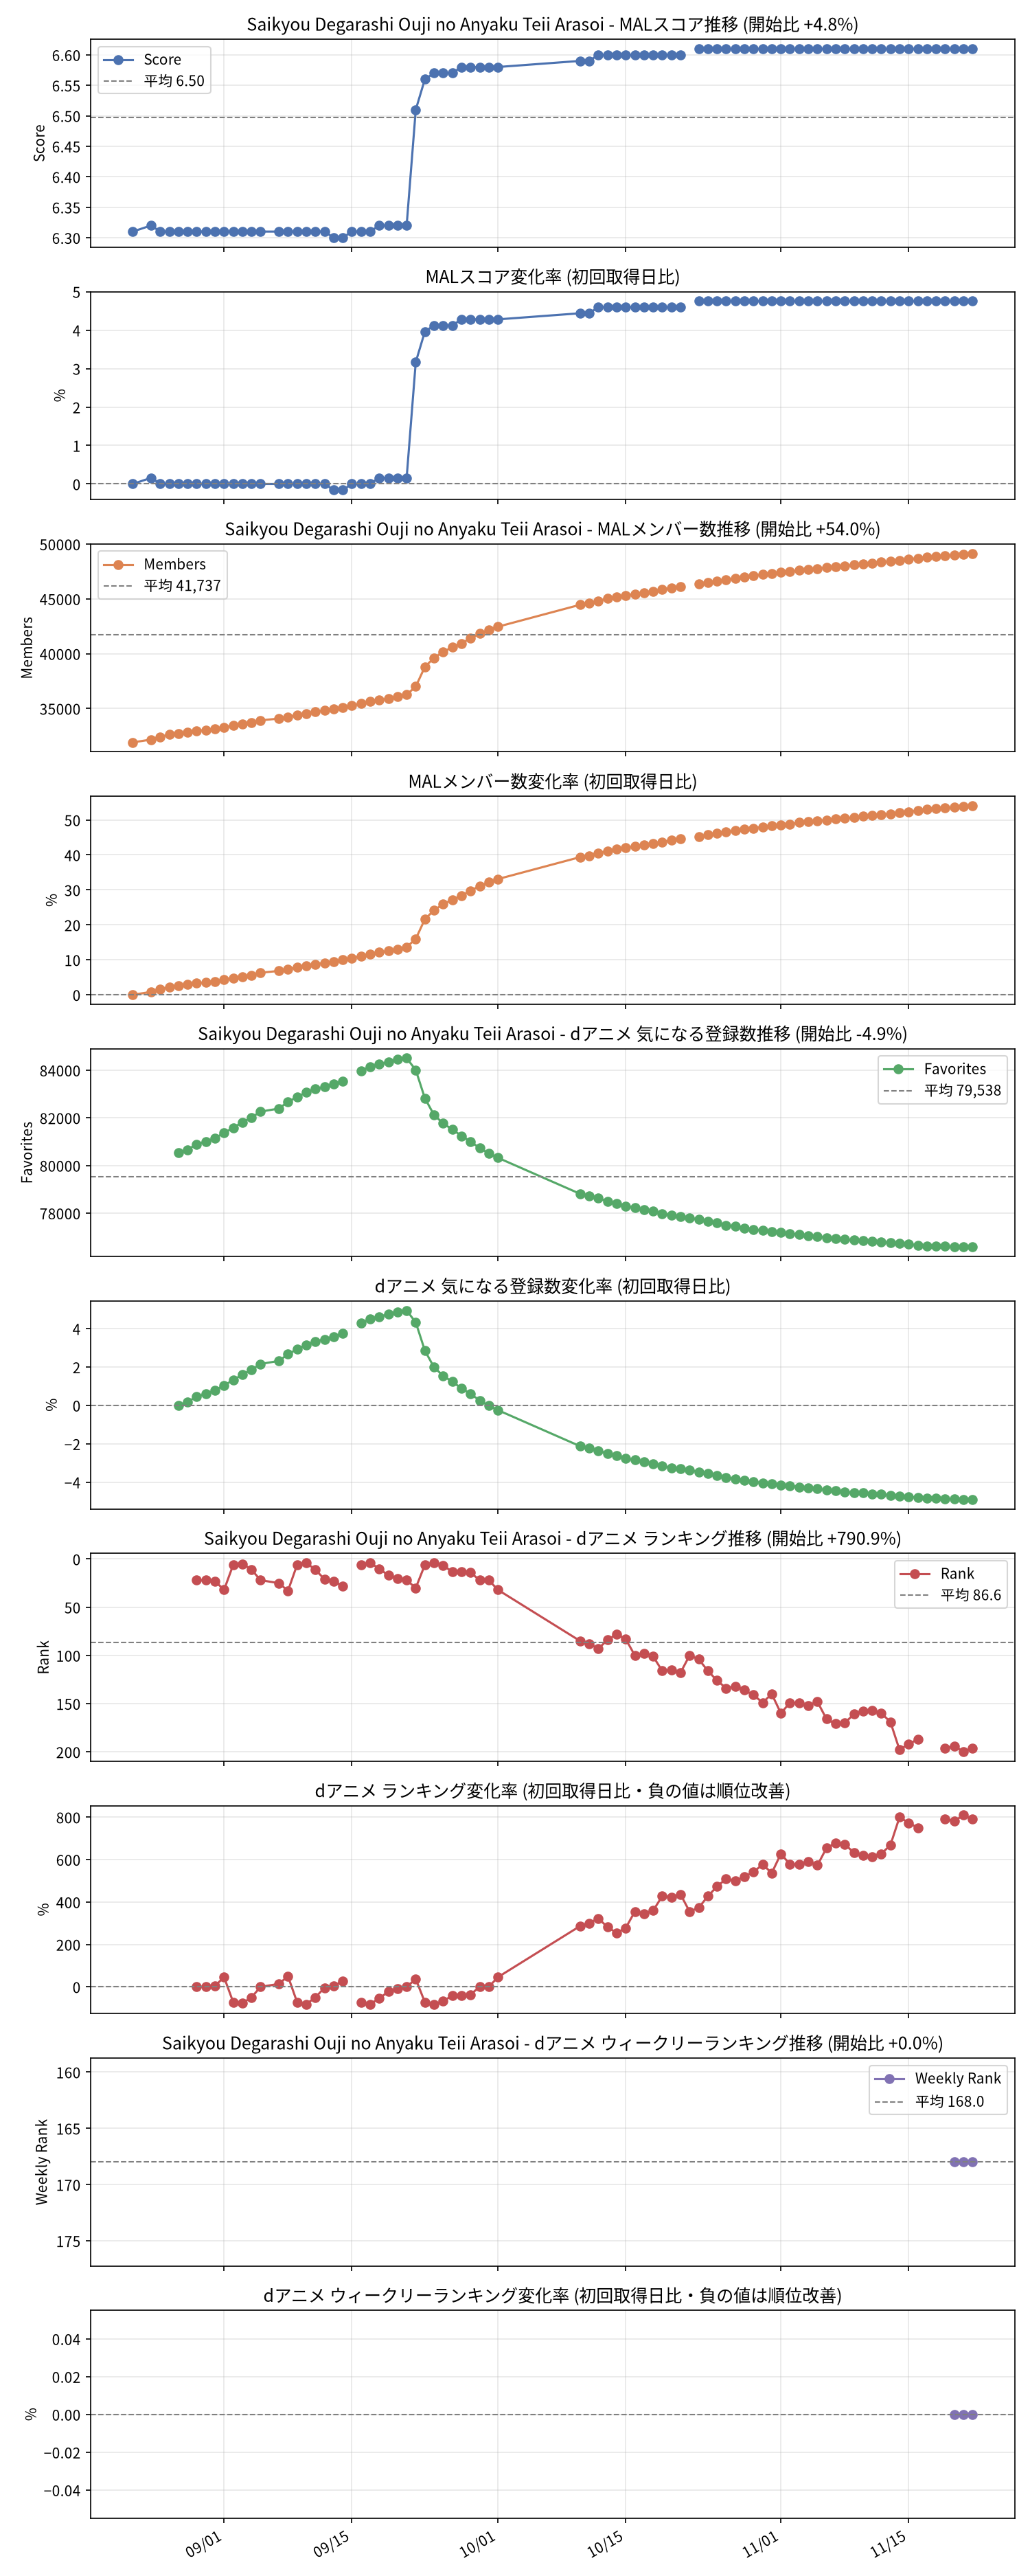 Saikyou Degarashi Ouji no Anyaku Teii Arasoi - MALスコア推移 (開始比 +4.8%)
Score
平均 6.50
6.60
6.55
6.50
6.45
6.40
6.35
6.30
Score
MALスコア変化率 (初回取得日比)
5
4
3
2
1
0
%
Saikyou Degarashi Ouji no Anyaku Teii Arasoi - MALメンバー数推移 (開始比 +54.0%)
Members
平均 41,737
50000
45000
40000
35000
Members
MALメンバー数変化率 (初回取得日比)
50
40
30
20
10
0
%
Saikyou Degarashi Ouji no Anyaku Teii Arasoi - dアニメ 気になる登録数推移 (開始比 -4.9%)
Favorites
平均 79,538
84000
82000
80000
78000
Favorites
dアニメ 気になる登録数変化率 (初回取得日比)
4
2
0
−2
−4
%
Saikyou Degarashi Ouji no Anyaku Teii Arasoi - dアニメ ランキング推移 (開始比 +790.9%)
Rank
平均 86.6
0
50
100
150
200
Rank
dアニメ ランキング変化率 (初回取得日比・負の値は順位改善)
800
600
400
200
0
%
Saikyou Degarashi Ouji no Anyaku Teii Arasoi - dアニメ ウィークリーランキング推移 (開始比 +0.0%)
Weekly Rank
平均 168.0
160
165
170
175
Weekly Rank
dアニメ ウィークリーランキング変化率 (初回取得日比・負の値は順位改善)
0.04
0.02
0.00
−0.02
−0.04
%
09/01
09/15
10/01
10/15
11/01
11/15